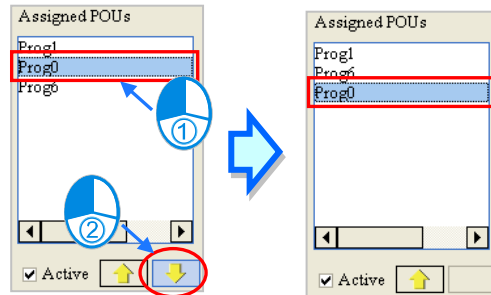 Assigned POUs
Prog1
Prog0
Prog6
①
②
Active
Assigned POUs
Prog1
Prog6
Prog0
Active